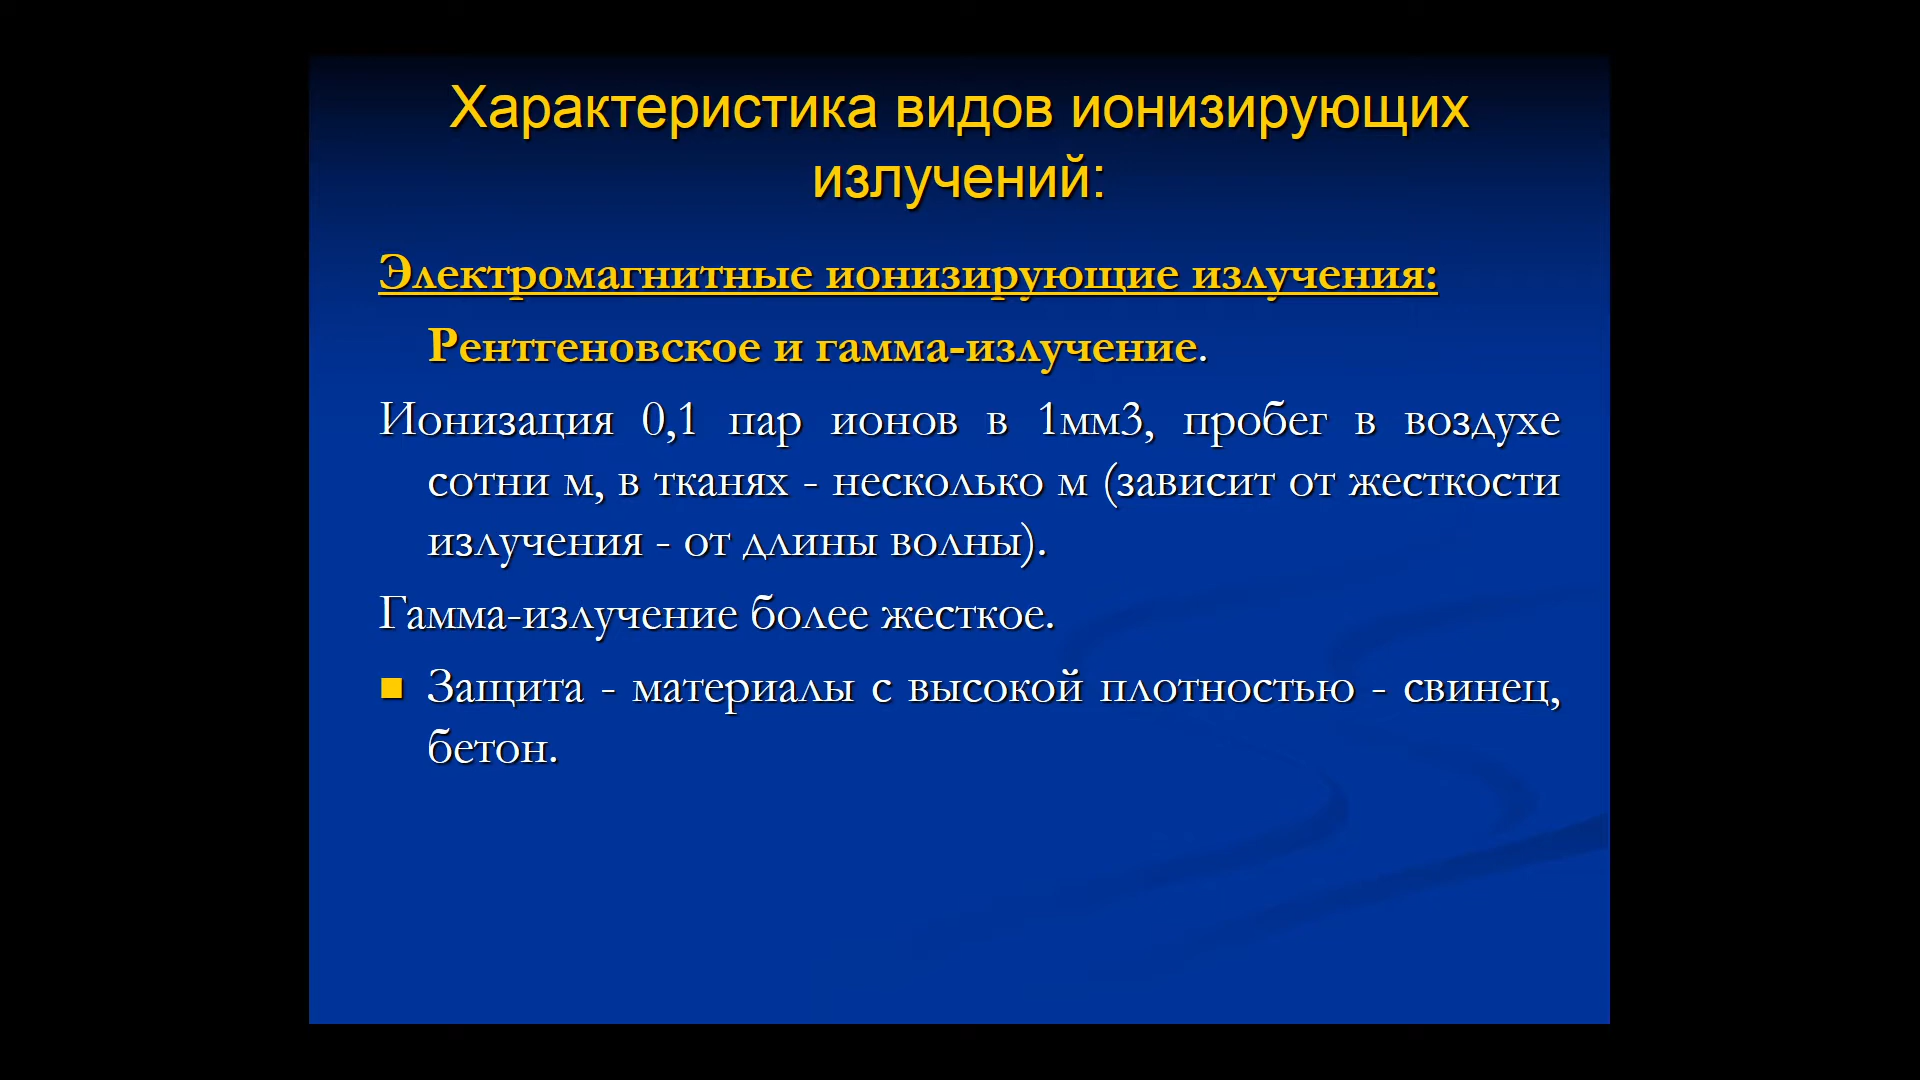 Характеристика видов ионизирующих
излучений:
Электромагнитные ионизирующие излучения:
Рентгеновское и гамма-излучение.
Ионизация 0,1 пар ионов в 1мм3, пробег в воздухе
сотни м, в тканях - несколько м (зависит от жесткости
излучения - от длины волны).
Гамма-излучение более жесткое.
Защита - материалы с высокой плотностью - свинец,
бетон.